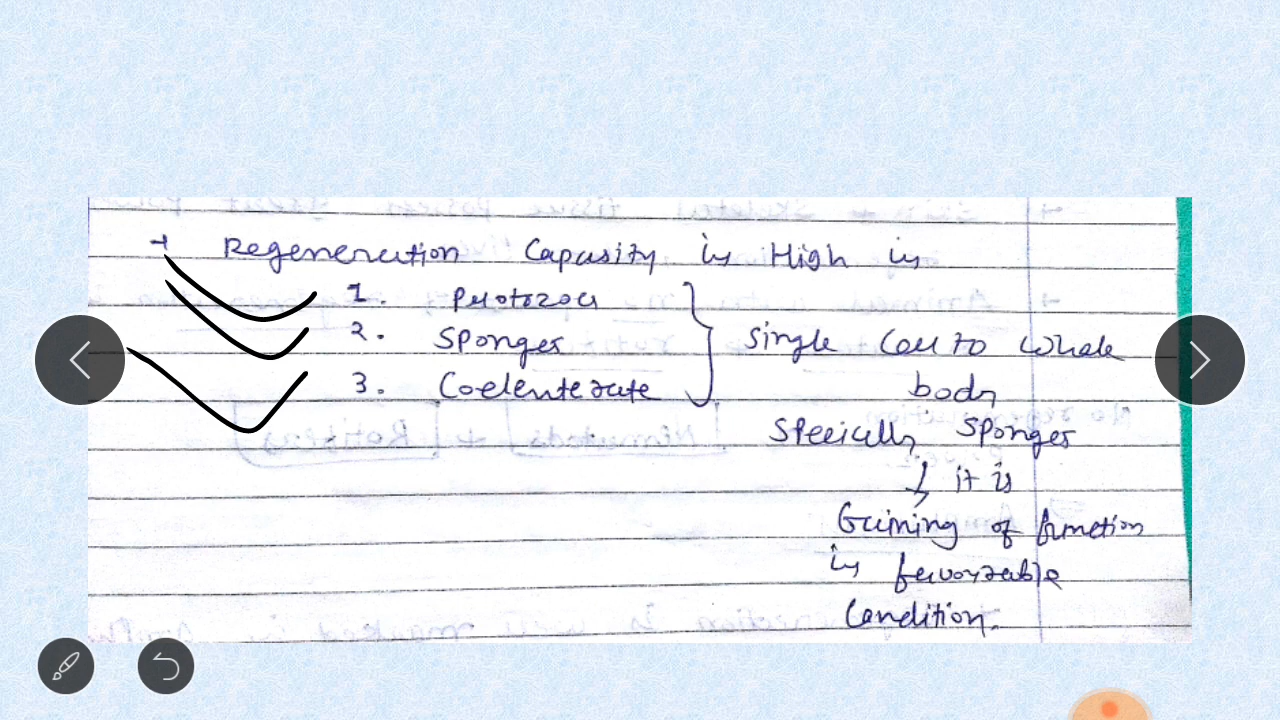 → Regeneration Capasity is High in
1. Protozoa
2. Sponges
3. Coelenterate
Single Cell to Whole
body
Specically Sponges
↓ it is
Gaining of function
in favourable
Condition.